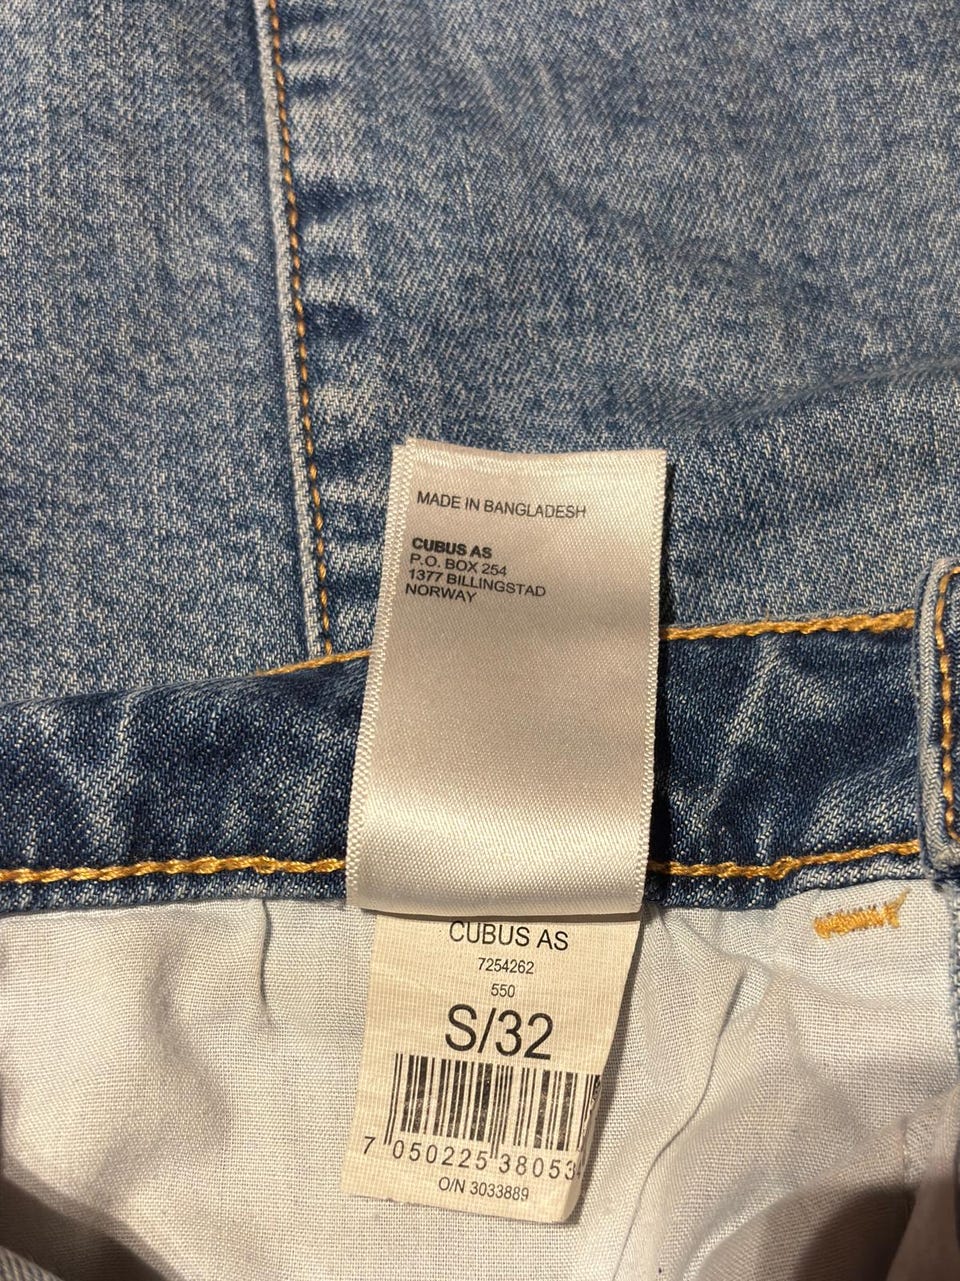 MADE IN BANGLADESH
CUBUS AS
P.O. BOX 254
1377 BILLINGSTAD
NORWAY
CUBUS AS
7254262
550
S/32
7 050225 38053
O/N 3033889